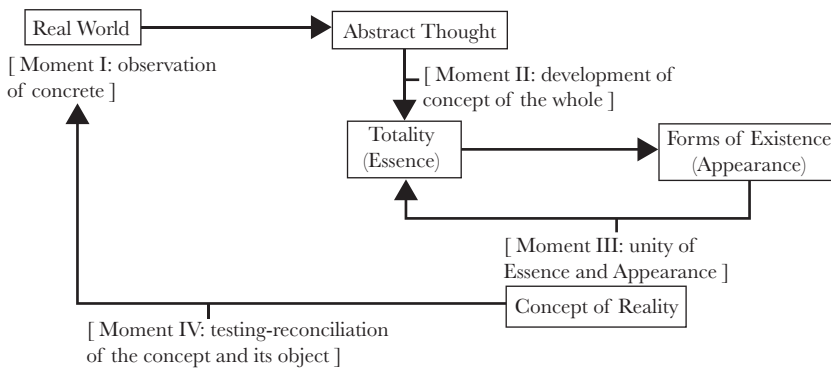 Real World
Abstract Thought
[ Moment I: observation
of concrete ]
[ Moment II: development of
concept of the whole ]
Totality
(Essence)
Forms of Existence
(Appearance)
[ Moment III: unity of
Essence and Appearance ]
Concept of Reality
[ Moment IV: testing-reconciliation
of the concept and its object ]